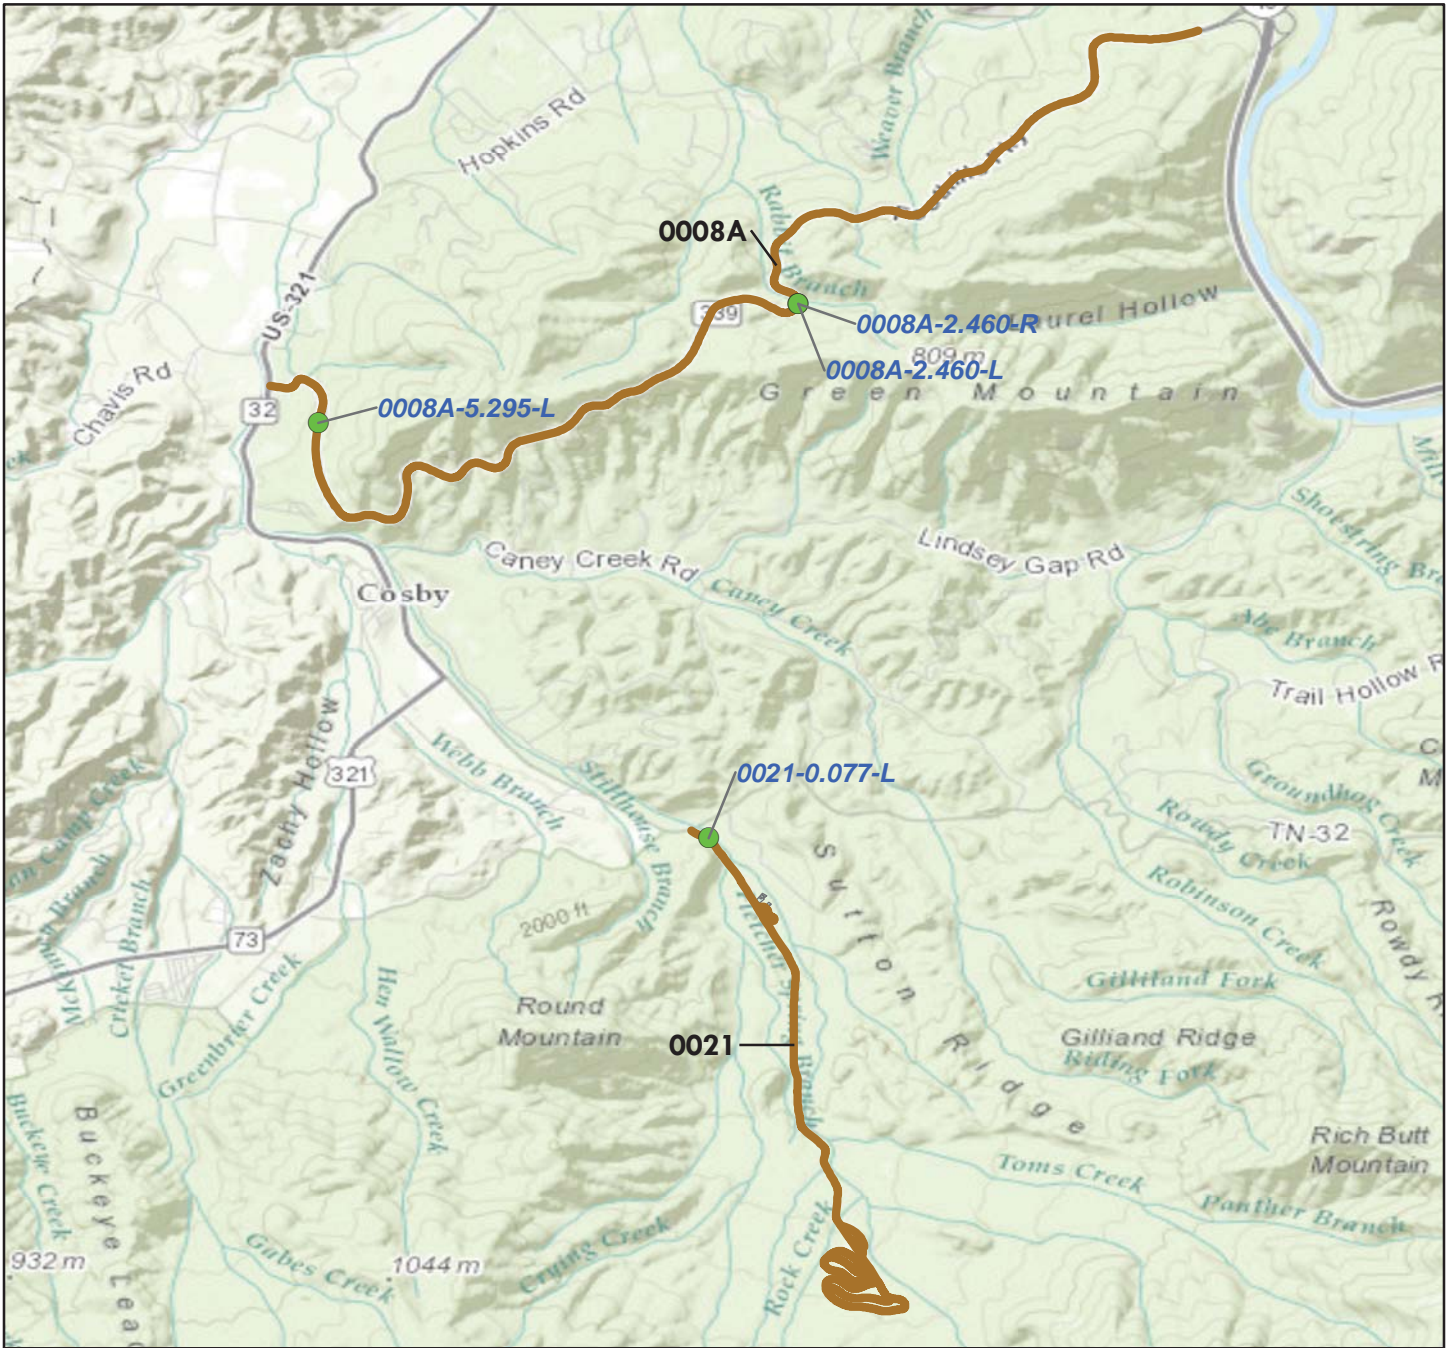 Weaver Branch
Hopkins Rd
Rabbit Branch
0008A
US-321
339
Laurel Hollow
0008A-2.460-R
809 m
0008A-2.460-L
Green Mountain
Chavis Rd
32
0008A-5.295-L
Shoestring
Lindsey Gap Rd
Caney Creek Rd
Caney Creek
Cosby
Abe Branch
Trail Hollow R
Zachy Hollow
Webb Branch
321
Stillhouse Branch
0021-0.077-L
Groundhog Creek
Rowdy Creek
TN-32
Robinson Creek
Rowdy
Sutton Ridge
2000 ft
73
Cricket Branch
Greenbrier Creek
Hen Wallow Creek
Round
Mountain
0021
Gilliland Fork
Gilliand Ridge
Riding Fork
Buckeye Creek
Buckeye Lead
Rich Butt
Mountain
Toms Creek
Panther Branch
932 m
Gabes Creek
1044 m
Crying Creek
Rock Creek